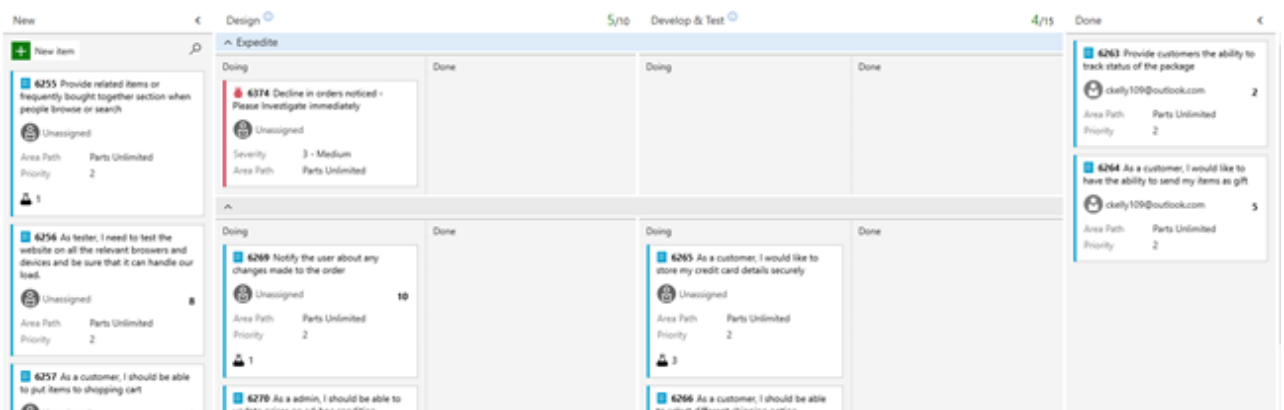 New
New item
6255 Provide related items or
frequently bought together section when
people browse or search
Unassigned
Area Path Parts Unlimited
Priority 2
1
6256 As tester, I need to test the
website on all the relevant broswers and
devices and be sure that it can handle our
load.
Unassigned 8
Area Path Parts Unlimited
Priority 2
6257 As a customer, I should be able
to put items to shopping cart
Design 5/10
Expedite
Doing
6374 Decline in orders noticed -
Please Investigate immediately
Unassigned
Severity 3 - Medium
Area Path Parts Unlimited
Done
Doing
6269 Notify the user about any
changes made to the order
Unassigned 10
Area Path Parts Unlimited
Priority 2
1
6270 As a admin, I should be able to
Done
Develop & Test 4/15
Doing
Done
Doing
6265 As a customer, I would like to
store my credit card details securely
Unassigned
Area Path Parts Unlimited
Priority 2
3
6266 As a customer, I should be able
Done
Done
6263 Provide customers the ability to
track status of the package
ckelly109@outlook.com 2
Area Path Parts Unlimited
Priority 2
6264 As a customer, I would like to
have the ability to send my items as gift
ckelly109@outlook.com 5
Area Path Parts Unlimited
Priority 2